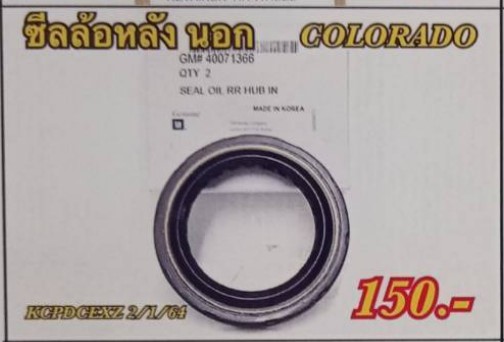 ซีลล้อหลัง นอก COLORADO
GM# 40071366
QTY 2
SEAL OIL RR HUB IN
MADE IN KOREA
KCPDCEXZ 2/1/64
150.-